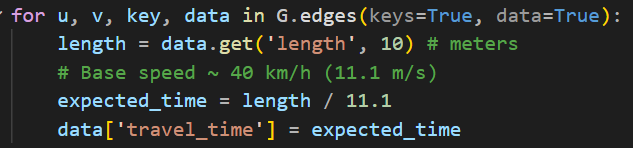 for u, v, key, data in G.edges(keys=True, data=True):
    length = data.get('length', 10) # meters
    # Base speed ~ 40 km/h (11.1 m/s)
    expected_time = length / 11.1
    data['travel_time'] = expected_time